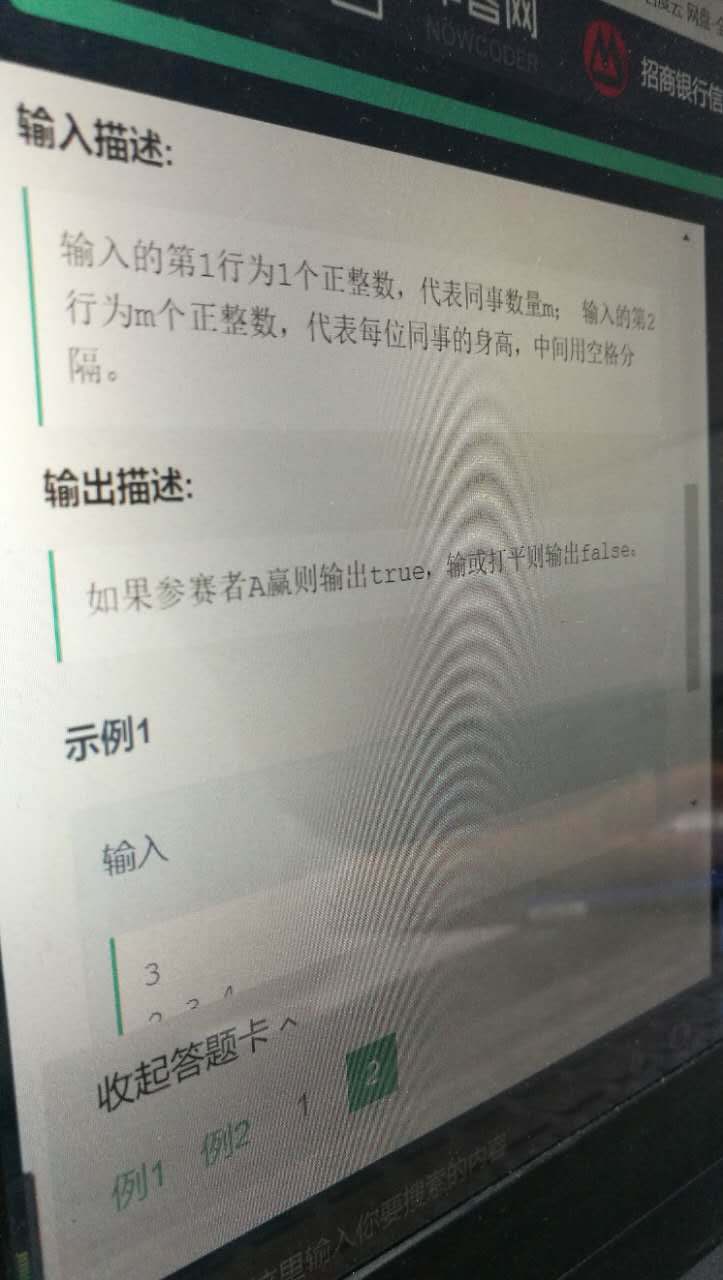 NOWCODER
招商银行信
输入描述:
输入的第1行为1个正整数，代表同事数量m； 输入的第2
行为m个正整数，代表每位同事的身高，中间用空格分
隔。
输出描述:
如果参赛者A赢则输出true，输或打平则输出false。
示例1
输入
3
收起答题卡
例1 例2 1 2
这里输入你要搜索的内容